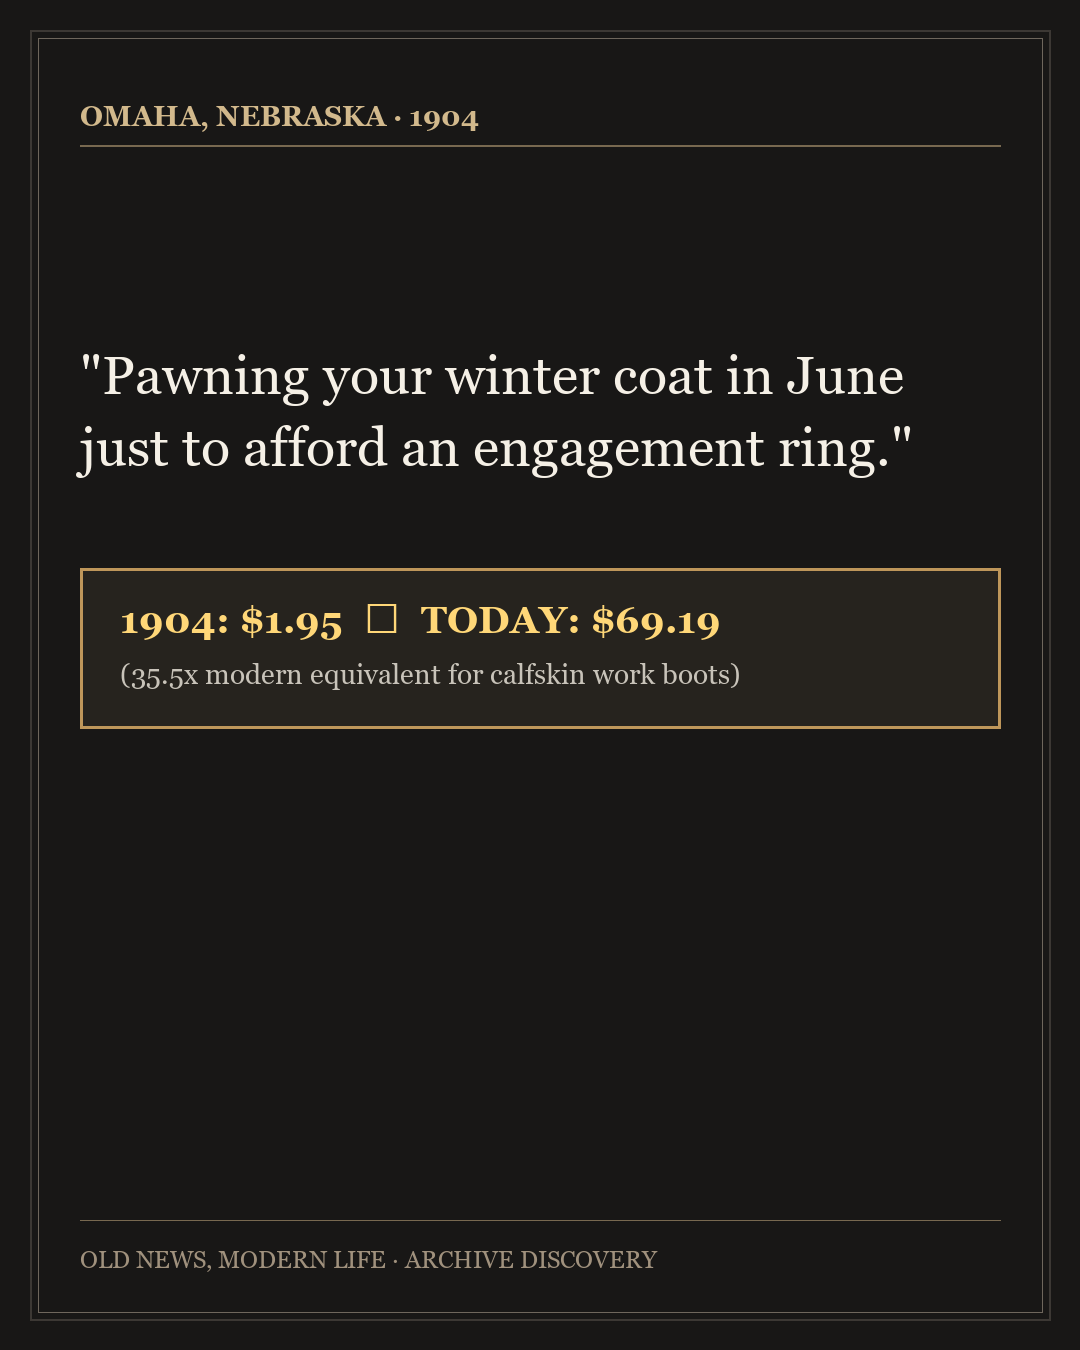 OMAHA, NEBRASKA · 1904
"Pawning your winter coat in June
just to afford an engagement ring."
1904: $1.95 □ TODAY: $69.19
(35.5x modern equivalent for calfskin work boots)
OLD NEWS, MODERN LIFE · ARCHIVE DISCOVERY